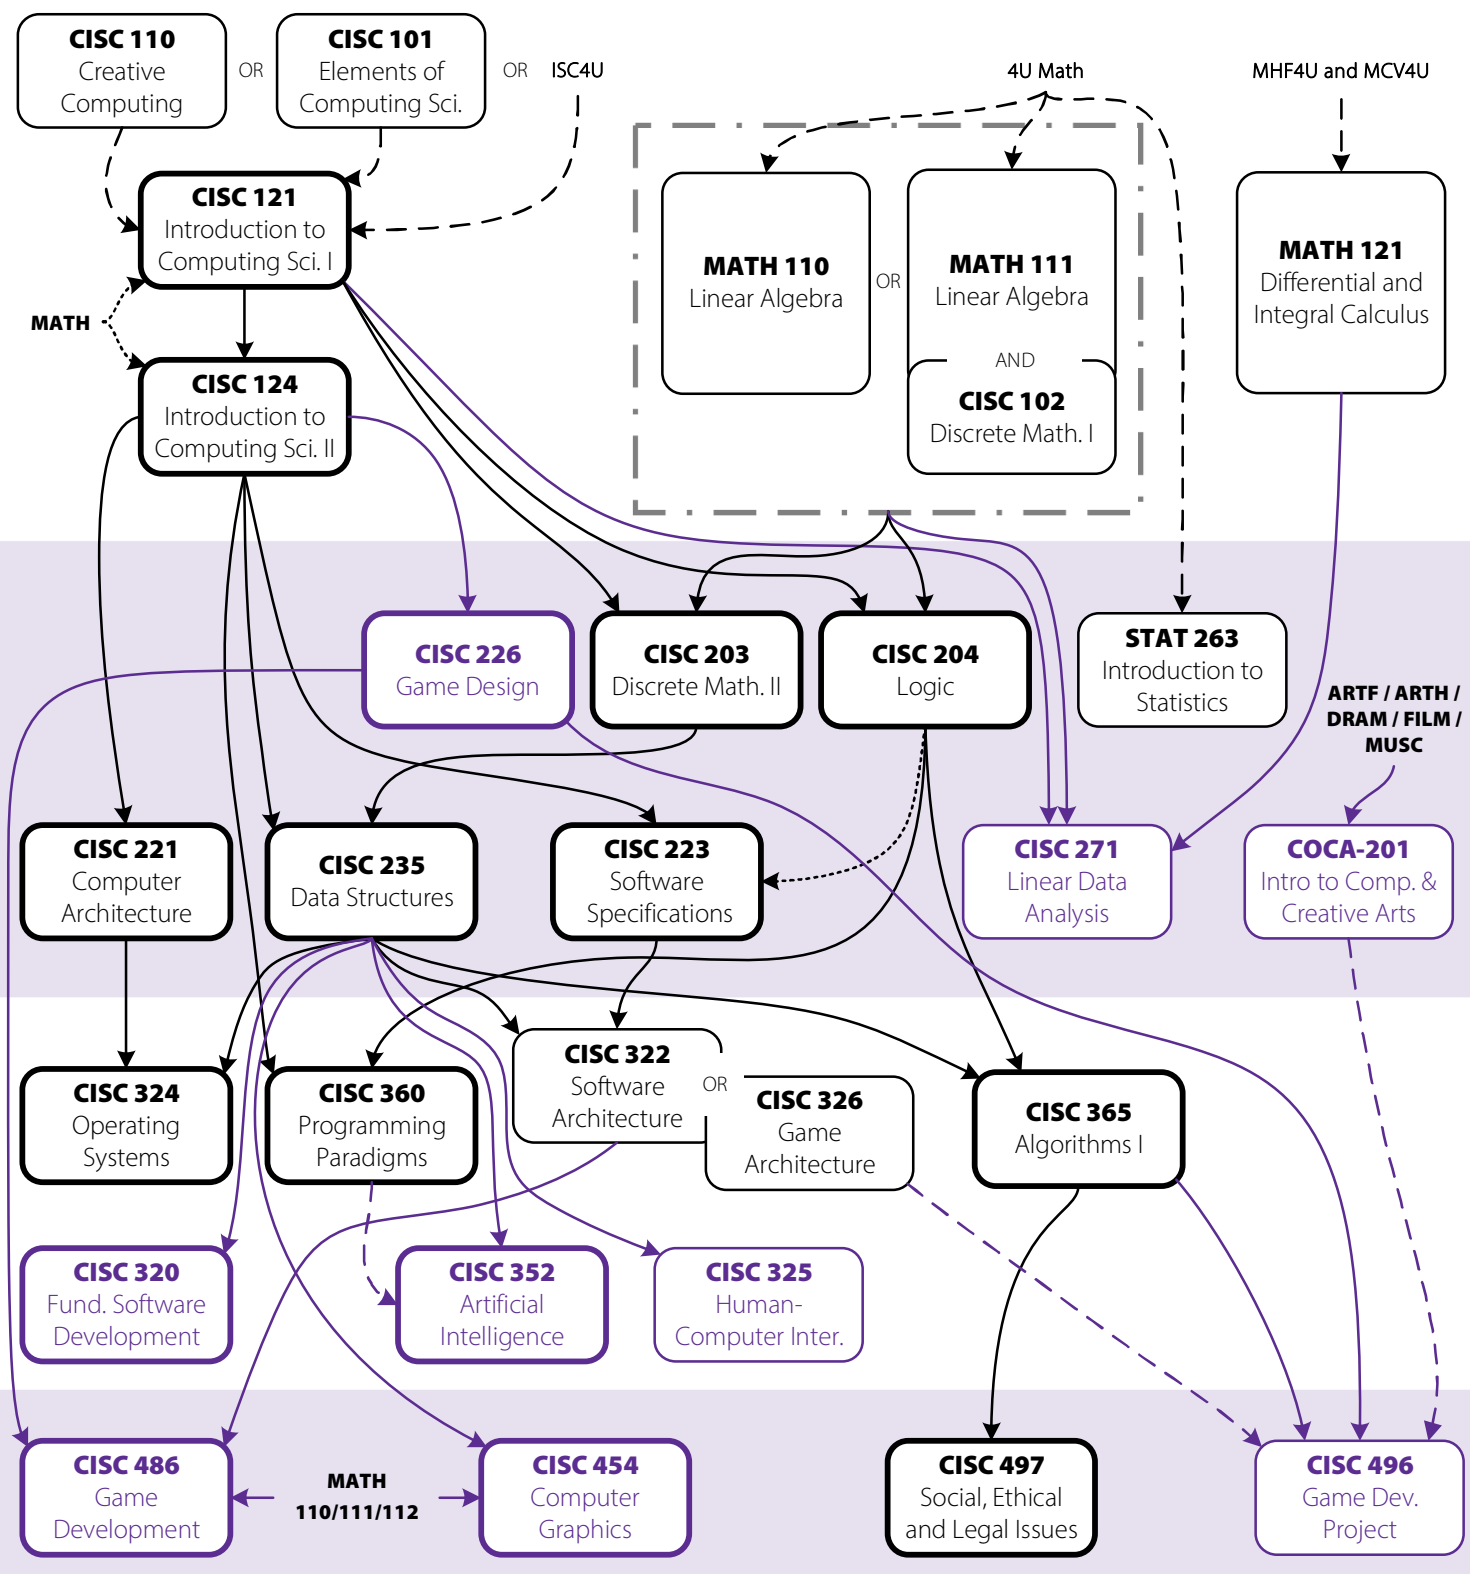 CISC 110
Creative
Computing
OR
CISC 101
Elements of
Computing Sci.
OR
ISC4U
4U Math
MHF4U and MCV4U
CISC 121
Introduction to
Computing Sci. I
MATH
CISC 124
Introduction to
Computing Sci. II
MATH 110
Linear Algebra
OR
MATH 111
Linear Algebra
AND
CISC 102
Discrete Math. I
MATH 121
Differential and
Integral Calculus
CISC 226
Game Design
CISC 203
Discrete Math. II
CISC 204
Logic
STAT 263
Introduction to
Statistics
ARTF / ARTH /
DRAM / FILM /
MUSC
CISC 221
Computer
Architecture
CISC 235
Data Structures
CISC 223
Software
Specifications
CISC 271
Linear Data
Analysis
COCA-201
Intro to Comp. &
Creative Arts
CISC 324
Operating
Systems
CISC 360
Programming
Paradigms
CISC 322
Software
Architecture
OR
CISC 326
Game
Architecture
CISC 365
Algorithms I
CISC 320
Fund. Software
Development
CISC 352
Artificial
Intelligence
CISC 325
Human-
Computer Inter.
CISC 486
Game
Development
MATH
110/111/112
CISC 454
Computer
Graphics
CISC 497
Social, Ethical
and Legal Issues
CISC 496
Game Dev.
Project